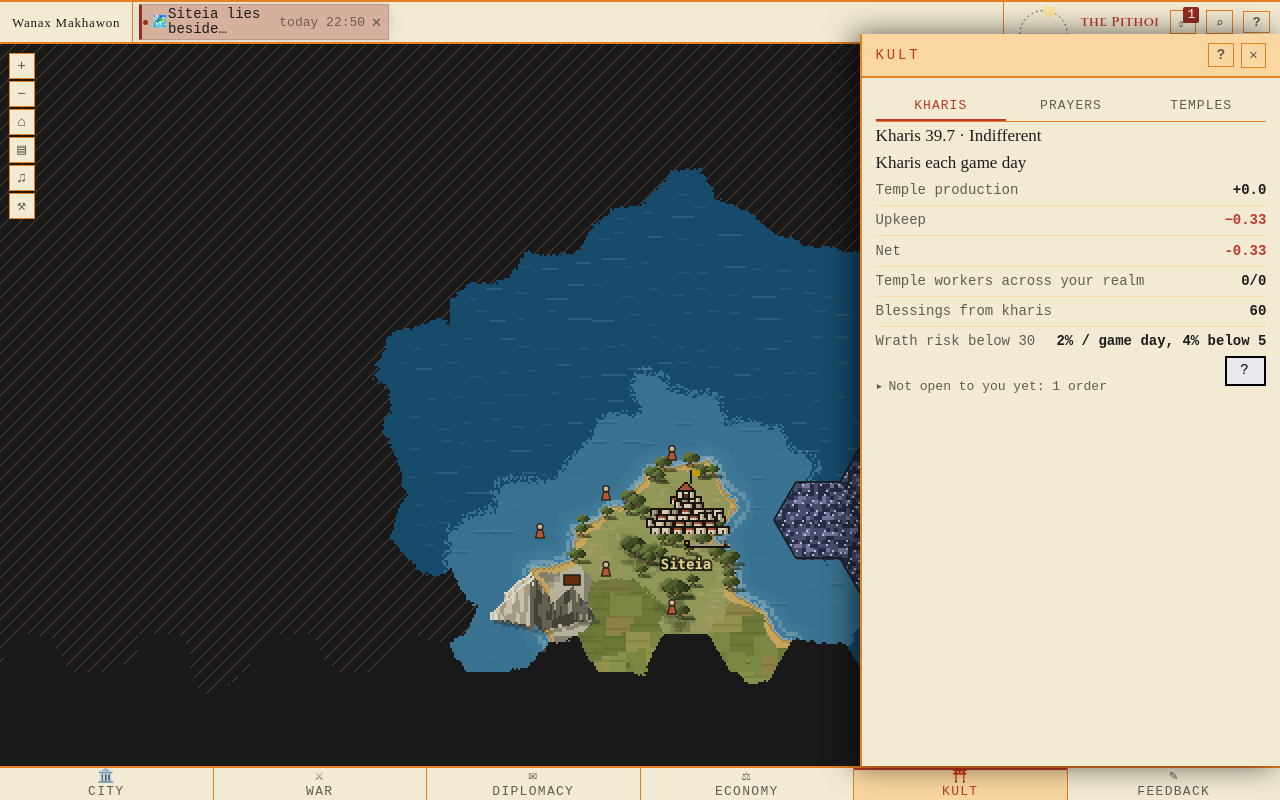 Wanax Makhawon
Siteia lies beside…
today 22:50 ✕
THE PITHOI
1
?
+
−
KULT
?
✕
KHARIS
PRAYERS
TEMPLES
Kharis 39.7 · Indifferent
Kharis each game day
Temple production +0.0
Upkeep −0.33
Net -0.33
Temple workers across your realm 0/0
Blessings from kharis 60
Wrath risk below 30 2% / game day, 4% below 5
?
▸ Not open to you yet: 1 order
Siteia
CITY
WAR
DIPLOMACY
ECONOMY
KULT
FEEDBACK